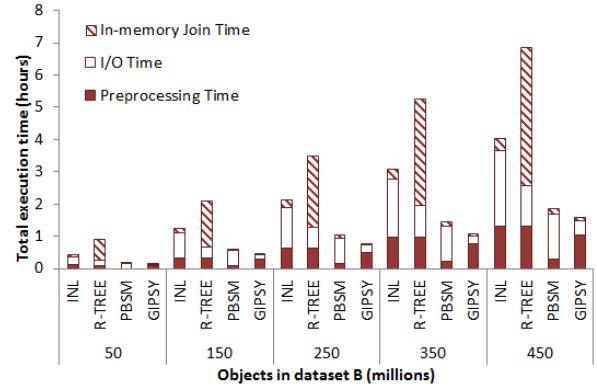 Total execution time (hours)
8
7
6
5
4
3
2
1
0
In-memory Join Time
I/O Time
Preprocessing Time
INL R-TREE PBSM GIPSY INL R-TREE PBSM GIPSY INL R-TREE PBSM GIPSY INL R-TREE PBSM GIPSY INL R-TREE PBSM GIPSY
50 150 250 350 450
Objects in dataset B (millions)